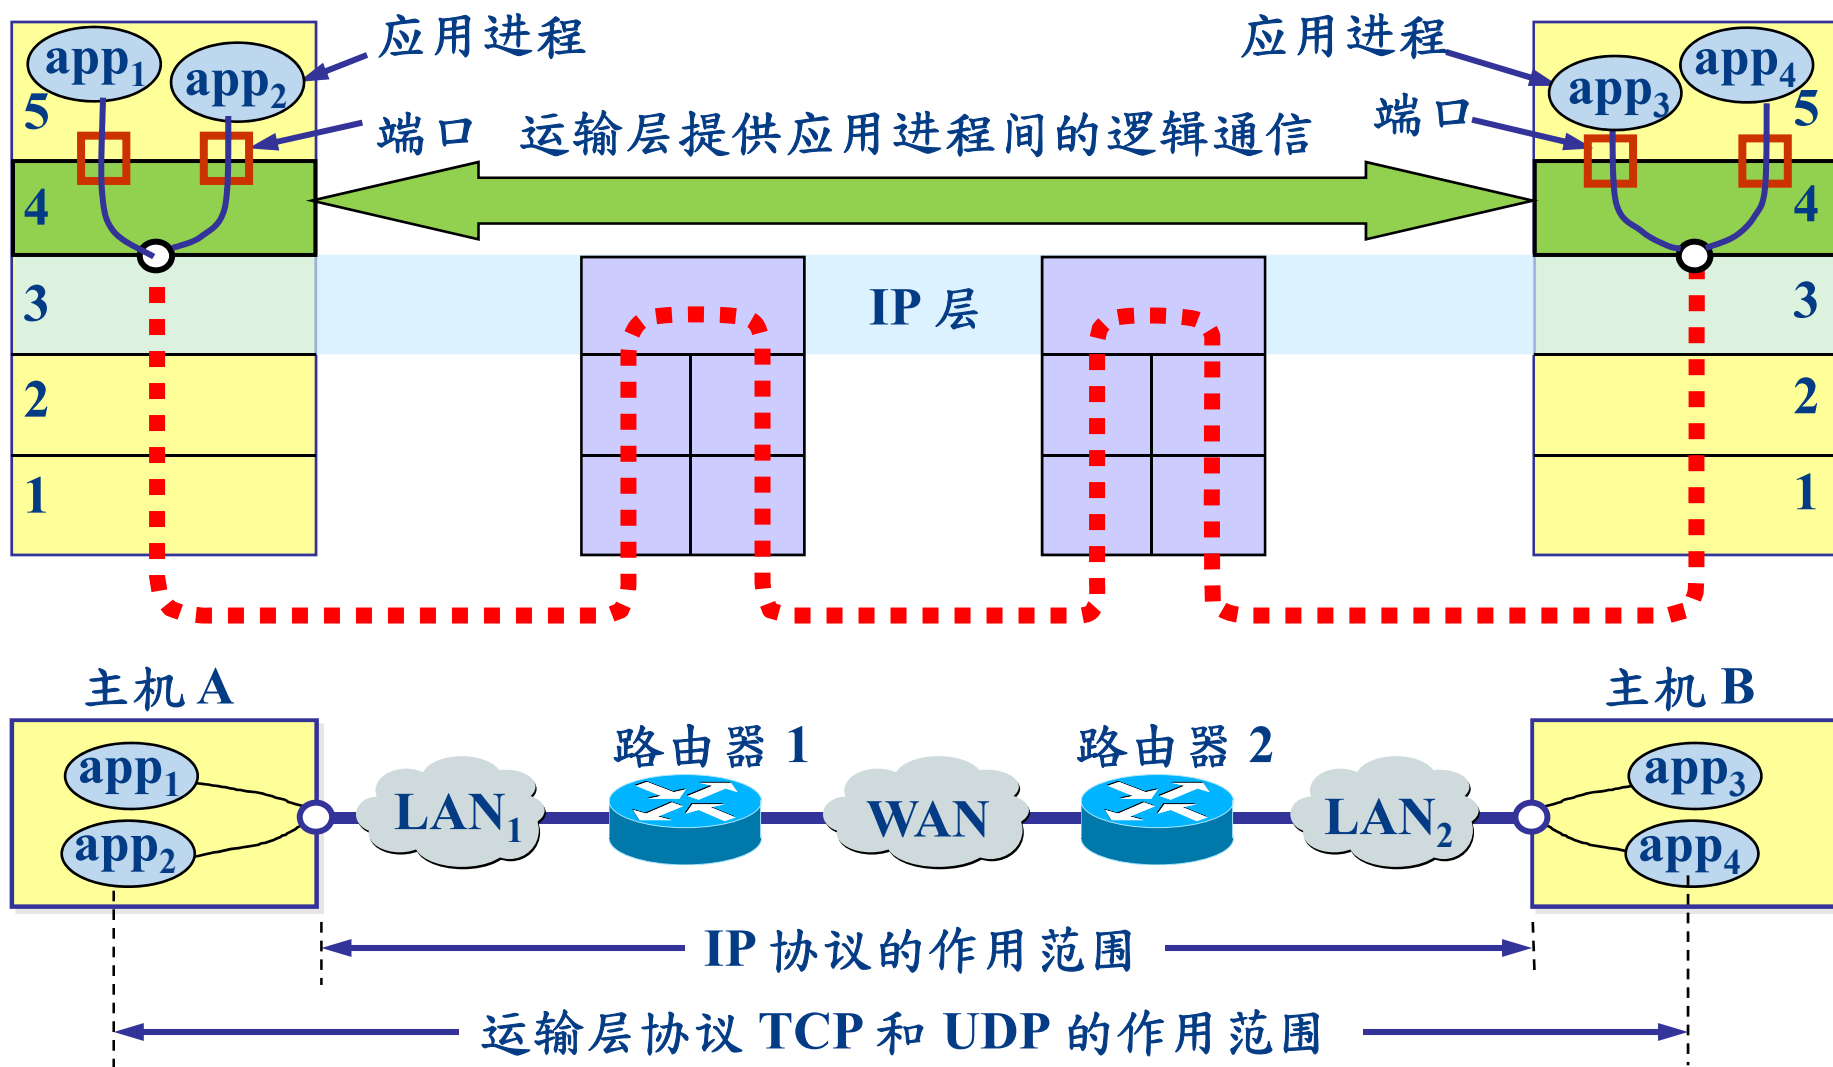 app1
app2
应用进程
应用进程
app3
app4
5
端口
运输层提供应用进程间的逻辑通信
端口
5
4
4
3
IP 层
3
2
2
1
1
主机 A
主机 B
路由器 1
路由器 2
app1
app2
LAN1
WAN
LAN2
app3
app4
IP 协议的作用范围
运输层协议 TCP 和 UDP 的作用范围